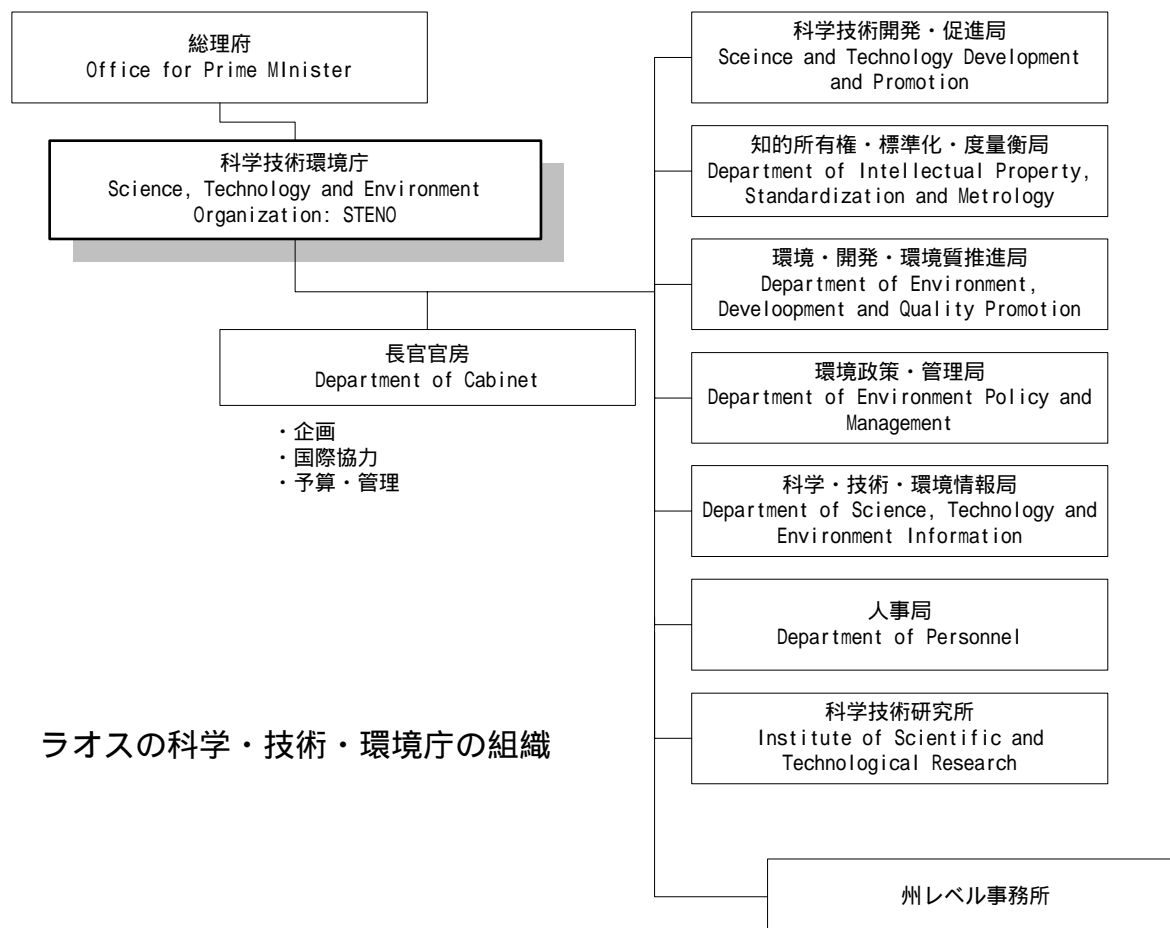 総理府
Office for Prime MInister
科学技術環境庁
Science, Technology and Environment
Organization: STENO
長官官房
Department of Cabinet
・企画
・国際協力
・予算・管理
科学技術開発・促進局
Sceince and Technology Development
and Promotion
知的所有権・標準化・度量衡局
Department of Intellectual Property,
Standardization and Metrology
環境・開発・環境質推進局
Department of Environment,
Develoopment and Quality Promotion
環境政策・管理局
Department of Environment Policy and
Management
科学・技術・環境情報局
Department of Science, Technology and
Environment Information
人事局
Department of Personnel
科学技術研究所
Institute of Scientific and
Technological Research
州レベル事務所
ラオスの科学・技術・環境庁の組織